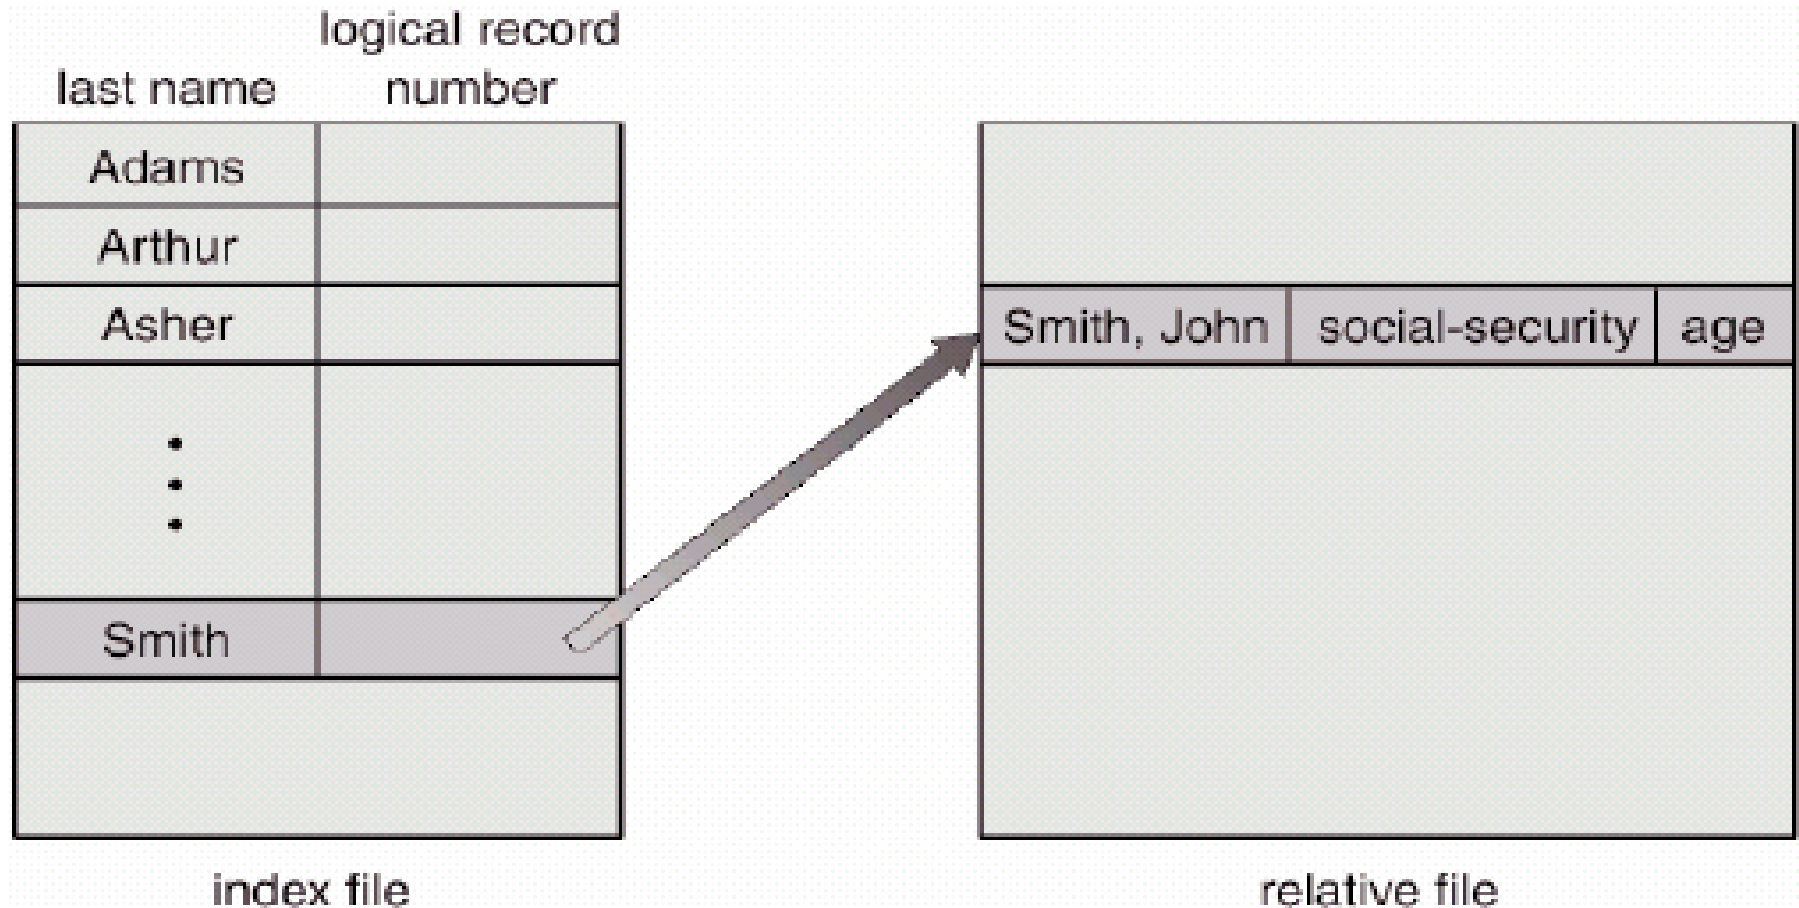 logical record
last name number
Adams
Arthur
Asher
Smith
Smith, John social-security age
index file
relative file